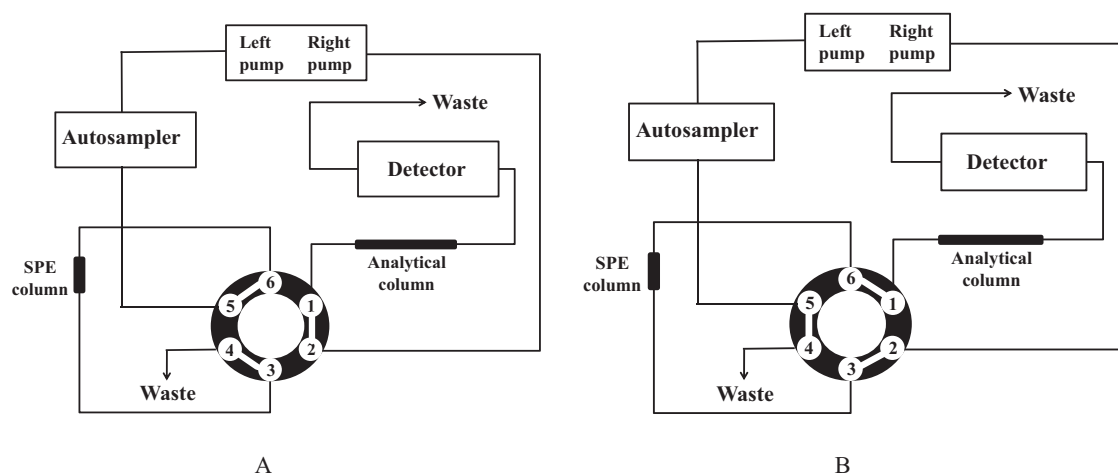 Left Right
pump pump
Waste
Autosampler
Detector
SPE
column
Analytical
column
6
5
1
4
2
3
Waste
A
Left Right
pump pump
Waste
Autosampler
Detector
SPE
column
Analytical
column
6
5
1
4
2
3
Waste
B